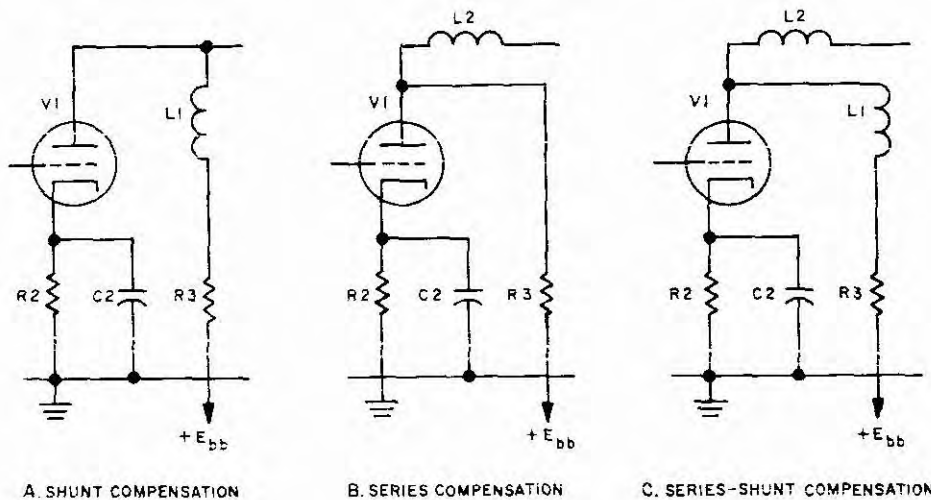 V1
L1
R2
C2
R3
+Ebb
A. SHUNT COMPENSATION
L2
V1
R2
C2
R3
+Ebb
B. SERIES COMPENSATION
L2
V1
L1
R2
C2
R3
+Ebb
C. SERIES-SHUNT COMPENSATION